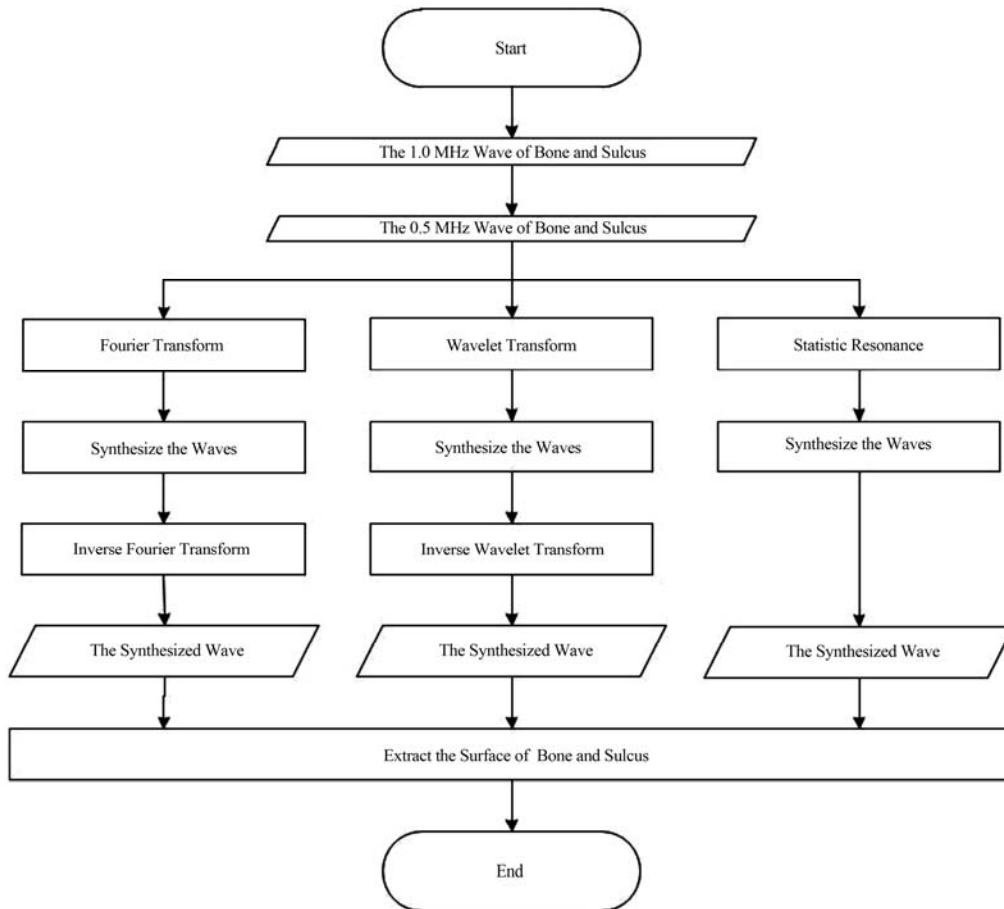 Start
The 1.0 MHz Wave of Bone and Sulcus
The 0.5 MHz Wave of Bone and Sulcus
Fourier Transform
Wavelet Transform
Statistic Resonance
Synthesize the Waves
Synthesize the Waves
Synthesize the Waves
Inverse Fourier Transform
Inverse Wavelet Transform
The Synthesized Wave
The Synthesized Wave
The Synthesized Wave
Extract the Surface of Bone and Sulcus
End